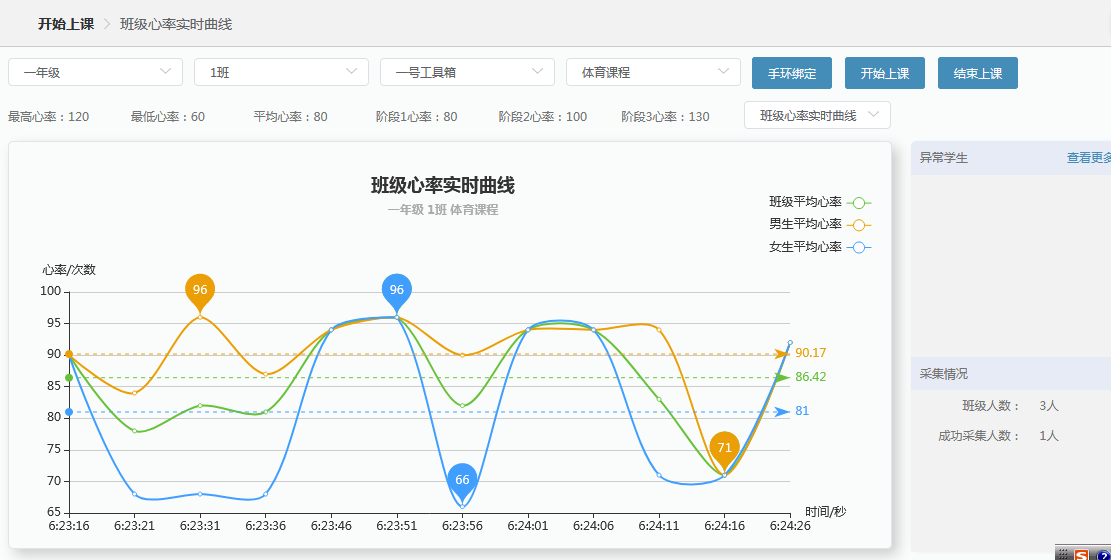 开始上课 > 班级心率实时曲线
一年级 1班 一号工具箱 体育课程 手环绑定 开始上课 结束上课
最高心率：120 最低心率：60 平均心率：80 阶段1心率：80 阶段2心率：100 阶段3心率：130 班级心率实时曲线
班级心率实时曲线
一年级 1班 体育课程
班级平均心率
男生平均心率
女生平均心率
心率/次数
100
95
90
85
80
75
70
65
96
96
66
71
90.17
86.42
81
6:23:16 6:23:21 6:23:31 6:23:36 6:23:46 6:23:51 6:23:56 6:24:01 6:24:06 6:24:11 6:24:16 6:24:26
时间/秒
异常学生 查看更多
采集情况
班级人数： 3人
成功采集人数： 1人
S ?